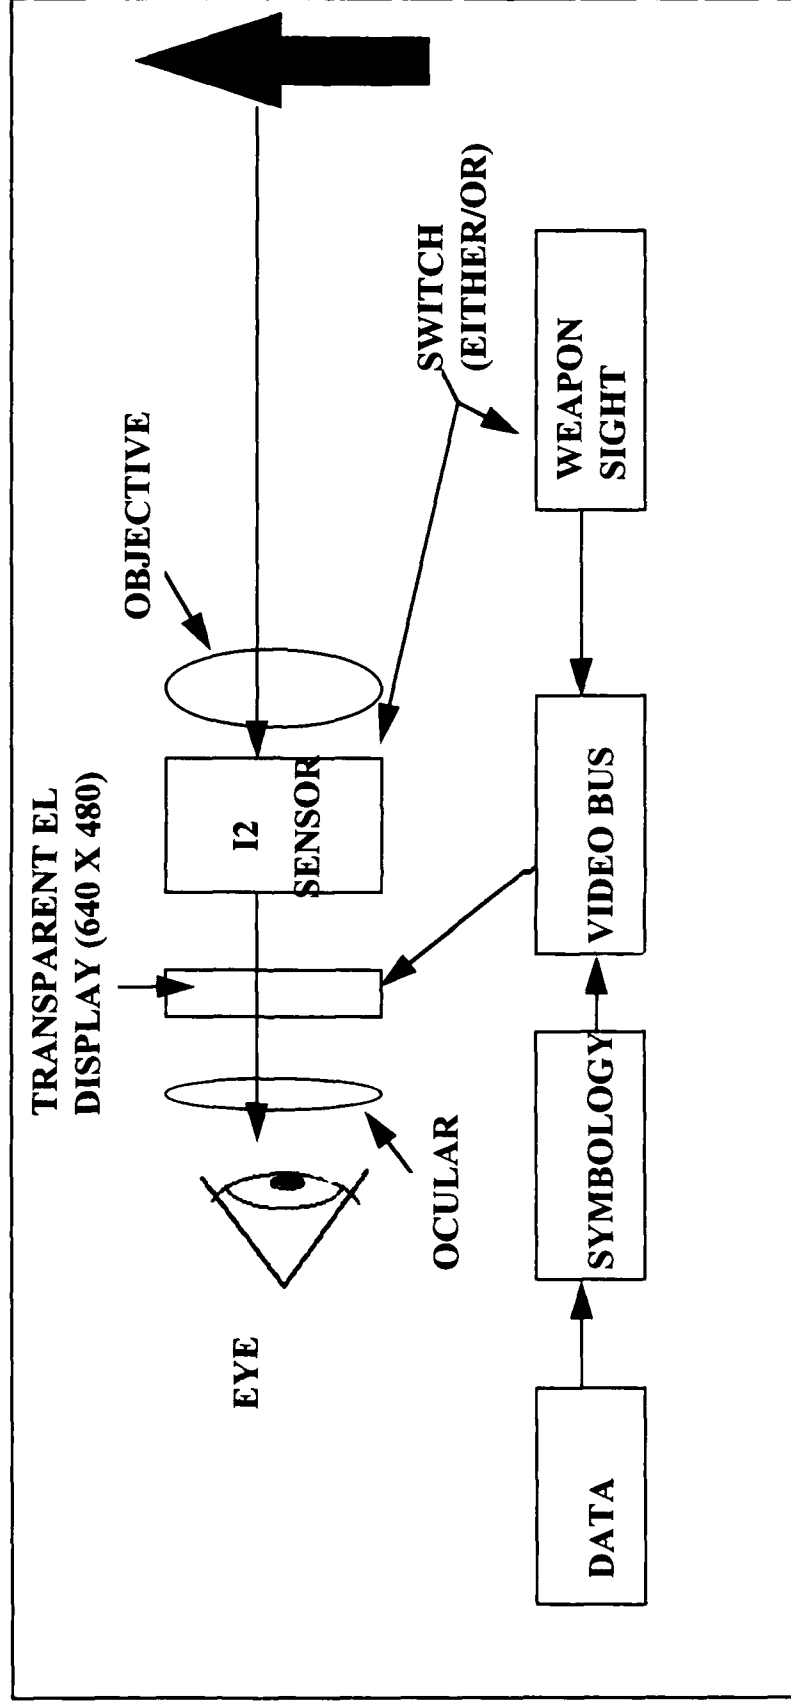 TRANSPARENT EL
DISPLAY (640 X 480)
OBJECTIVE
EYE
I2
SENSOR
OCULAR
SWITCH
(EITHER/OR)
DATA
SYMBOLOGY
VIDEO BUS
WEAPON
SIGHT